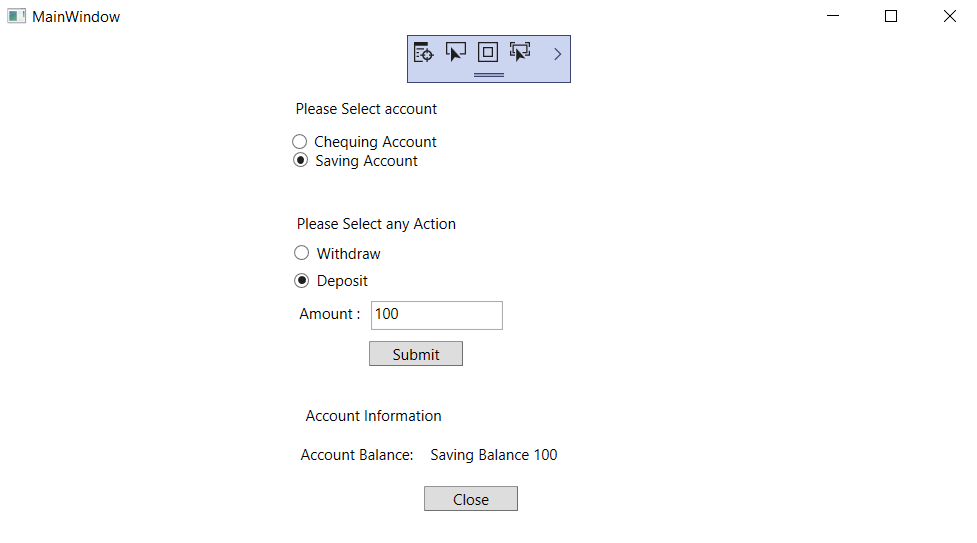 MainWindow
Please Select account
Chequing Account
Saving Account
Please Select any Action
Withdraw
Deposit
Amount : 100
Submit
Account Information
Account Balance: Saving Balance 100
Close